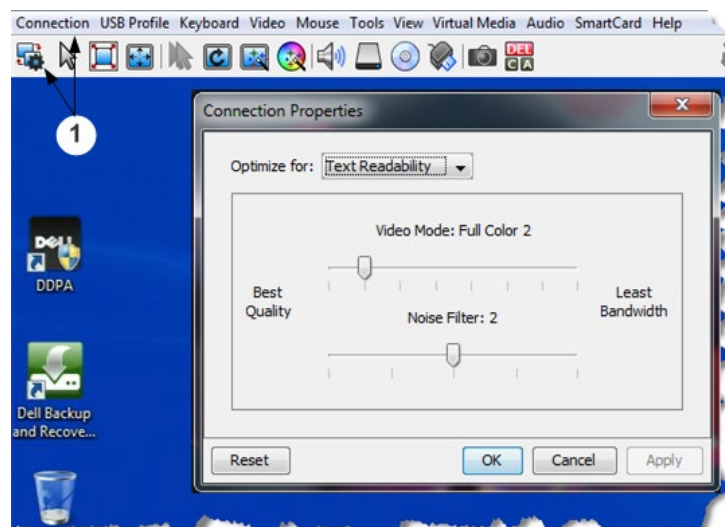 Connection USB Profile Keyboard Video Mouse Tools View Virtual Media Audio SmartCard Help
DEL
C A
1
Connection Properties
Optimize for: Text Readability
Video Mode: Full Color 2
Best
Quality
Least
Bandwidth
Noise Filter: 2
DELL
DDPA
Dell Backup
and Recove...
Reset OK Cancel Apply